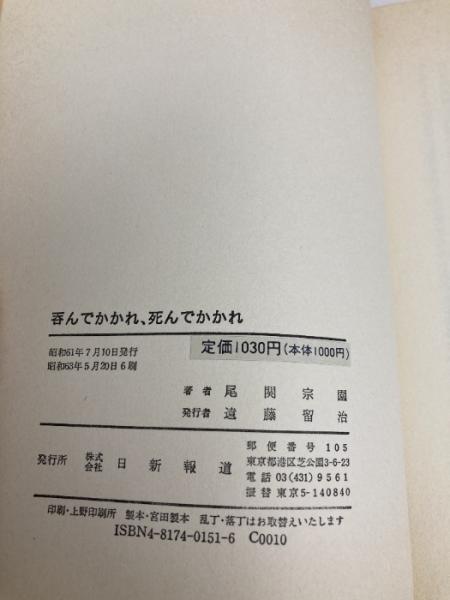 呑んでかかれ、死んでかかれ
昭和61年7月10日発行
昭和63年5月20日6刷
定価1030円(本体1000円)
著者 尾関宗園
発行者 遠藤留治
発行所 株式会社 日新報道
郵便番号 105
東京都港区芝公園3-6-23
電話 03(431)9561
振替 東京5-140840
印刷・上野印刷所 製本・宮田製本 乱丁・落丁はお取替えいたします
ISBN4-8174-0151-6 C0010